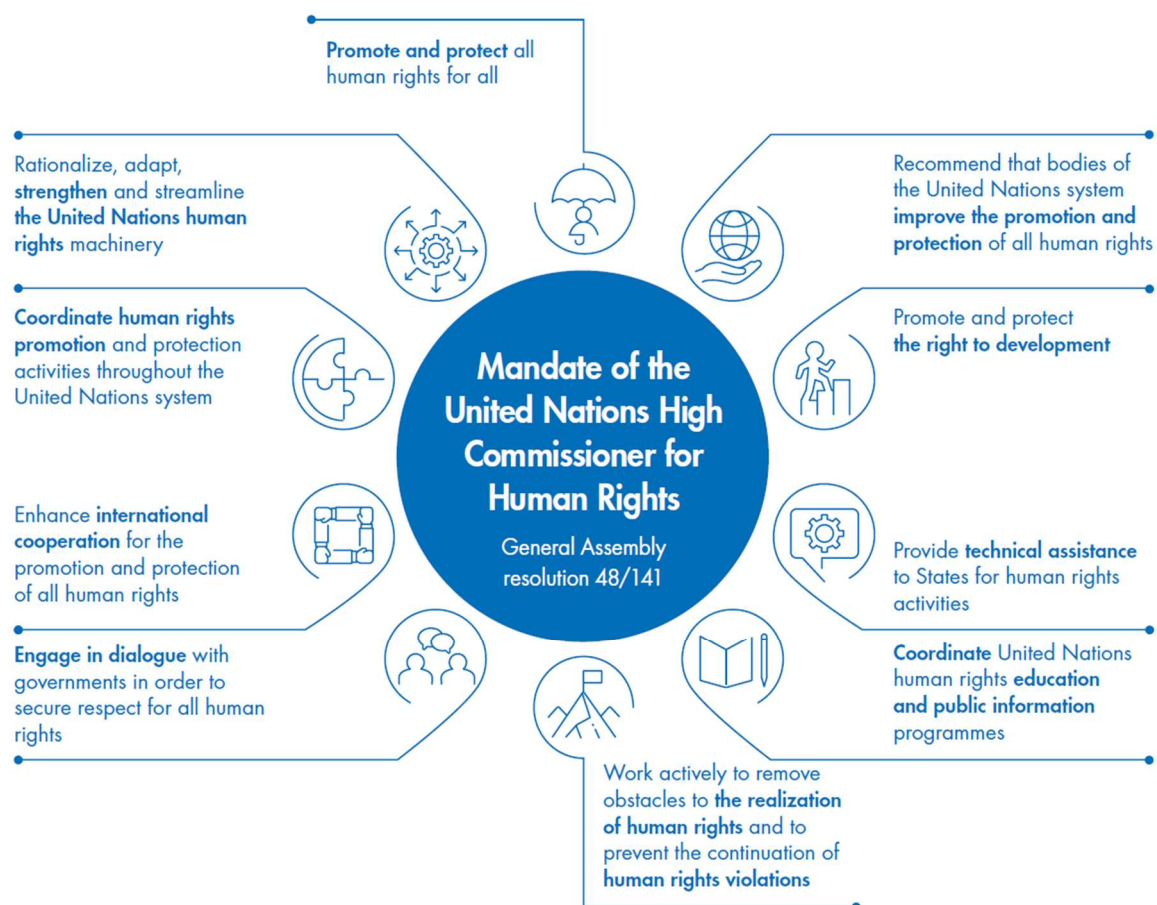 Promote and protect all
human rights for all
Rationalize, adapt,
strengthen and streamline
the United Nations human
rights machinery
Recommend that bodies of
the United Nations system
improve the promotion and
protection of all human rights
Coordinate human rights
promotion and protection
activities throughout the
United Nations system
Promote and protect
the right to development
Mandate of the
United Nations High
Commissioner for
Human Rights
General Assembly
resolution 48/141
Enhance international
cooperation for the
promotion and protection
of all human rights
Provide technical assistance
to States for human rights
activities
Engage in dialogue with
governments in order to
secure respect for all human
rights
Coordinate United Nations
human rights education
and public information
programmes
Work actively to remove
obstacles to the realization
of human rights and to
prevent the continuation of
human rights violations